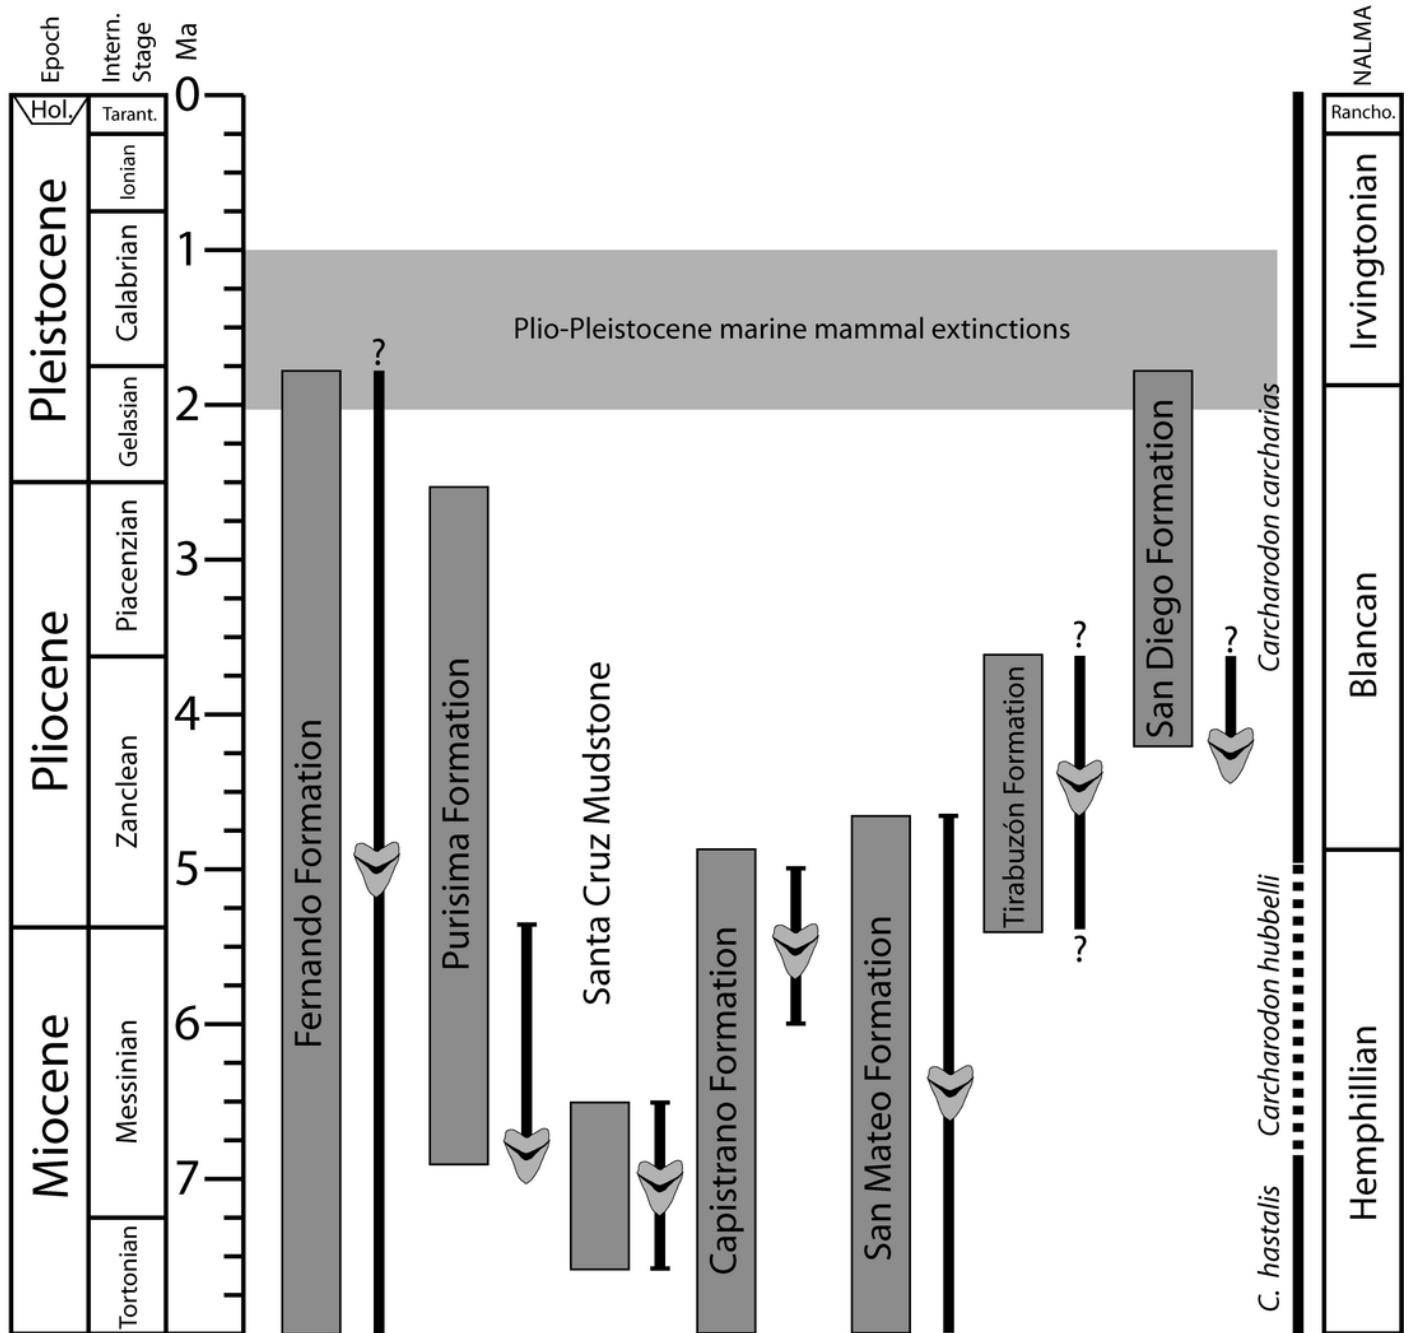 Epoch
Intern.
Stage
Ma
NALMA
Hol.
Pleistocene
Pliocene
Miocene
Tarant.
Ionian
Calabrian
Gelasian
Piacenzian
Zanclean
Messinian
Tortonian
0
1
2
3
4
5
6
7
Plio-Pleistocene marine mammal extinctions
Fernando Formation
?
Purisima Formation
Santa Cruz Mudstone
Capistrano Formation
San Mateo Formation
Tirabuzón Formation
?
?
San Diego Formation
?
Carcharodon carcharias
Carcharodon hubbelli
C. hastalis
Rancho.
Irvingtonian
Blancan
Hemphillian